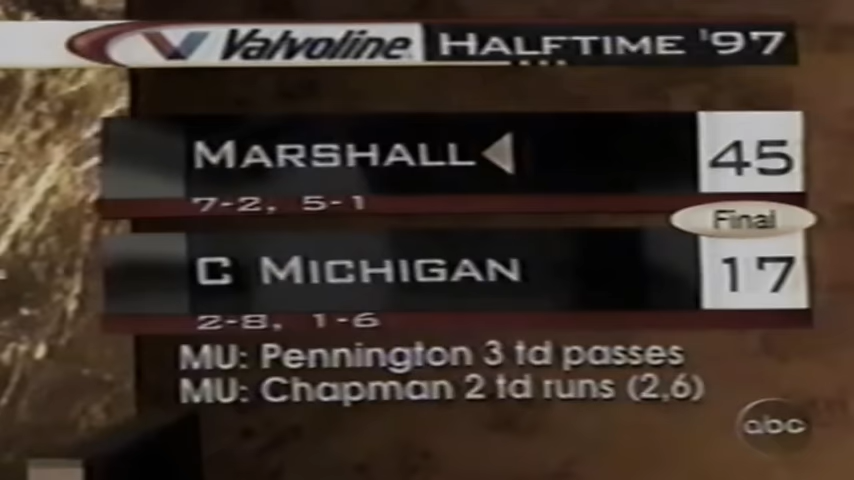 Valvoline HALFTIME '97
MARSHALL 45
7-2, 5-1
Final
C MICHIGAN 17
2-8, 1-6
MU: Pennington 3 td passes
MU: Chapman 2 td runs (2,6)
abc